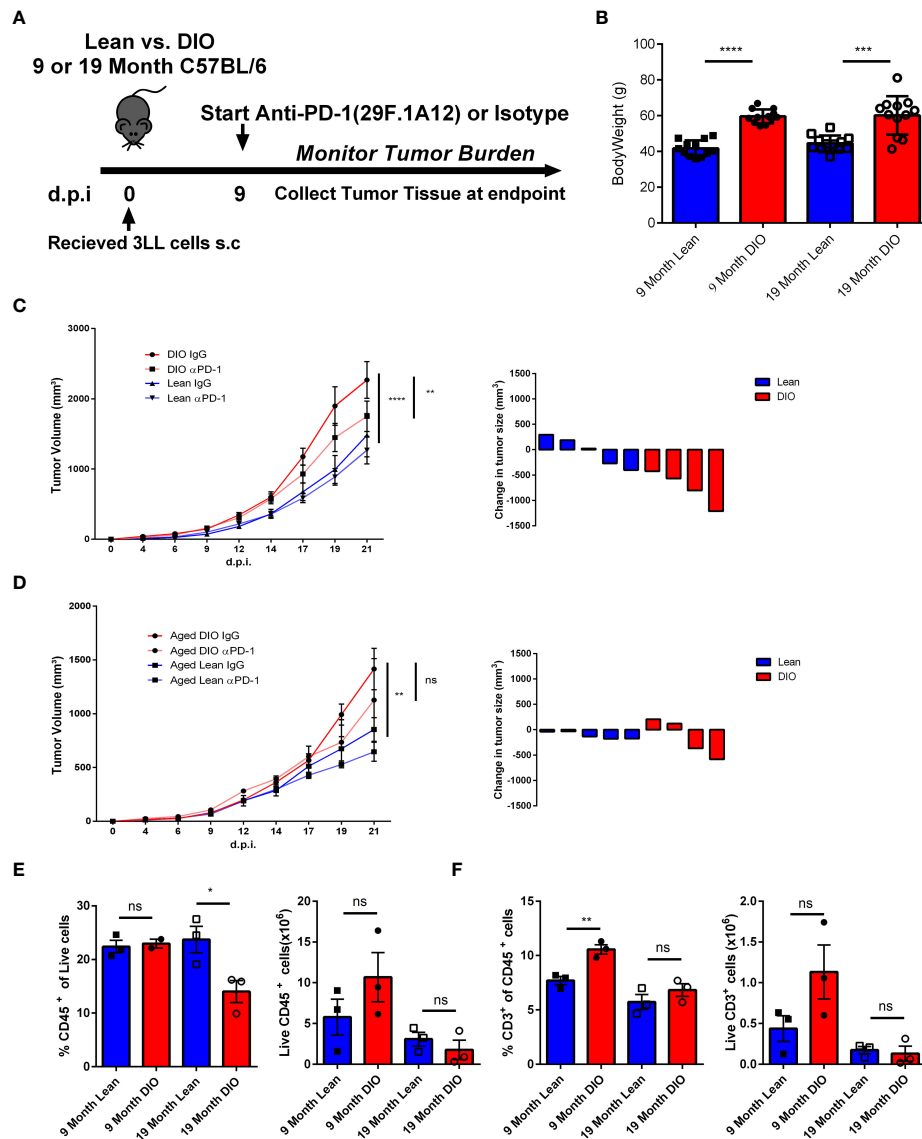 A
Lean vs. DIO
9 or 19 Month C57BL/6
Start Anti-PD-1(29F.1A12) or Isotype
Monitor Tumor Burden
d.p.i 0 9 Collect Tumor Tissue at endpoint
Recieved 3LL cells s.c
B
BodyWeight (g)
100
80
60
40
20
0
****
***
9 Month Lean
9 Month DIO
19 Month Lean
19 Month DIO
C
Tumor Volume (mm³)
3000
2000
1000
0
DIO IgG
DIO αPD-1
Lean IgG
Lean αPD-1
****
**
0 4 6 9 12 14 17 19 21
d.p.i.
Change in tumor size (mm³)
1500
1000
500
0
-500
-1000
-1500
Lean
DIO
D
Tumor Volume (mm³)
2000
1500
1000
500
0
Aged DIO IgG
Aged DIO αPD-1
Aged Lean IgG
Aged Lean αPD-1
**
ns
0 4 6 9 12 14 17 19 21
d.p.i.
Change in tumor size (mm³)
1500
1000
500
0
-500
-1000
-1500
Lean
DIO
E
% CD45⁺ of Live cells
30
20
10
0
ns
*
9 Month Lean
9 Month DIO
19 Month Lean
19 Month DIO
Live CD45⁺ cells(x10⁶)
20
15
10
5
0
ns
ns
9 Month Lean
9 Month DIO
19 Month Lean
19 Month DIO
F
% CD3⁺ of CD45⁺ cells
15
10
5
0
**
ns
9 Month Lean
9 Month DIO
19 Month Lean
19 Month DIO
Live CD3⁺ cells (x10⁶)
2.0
1.5
1.0
0.5
0.0
ns
ns
9 Month Lean
9 Month DIO
19 Month Lean
19 Month DIO